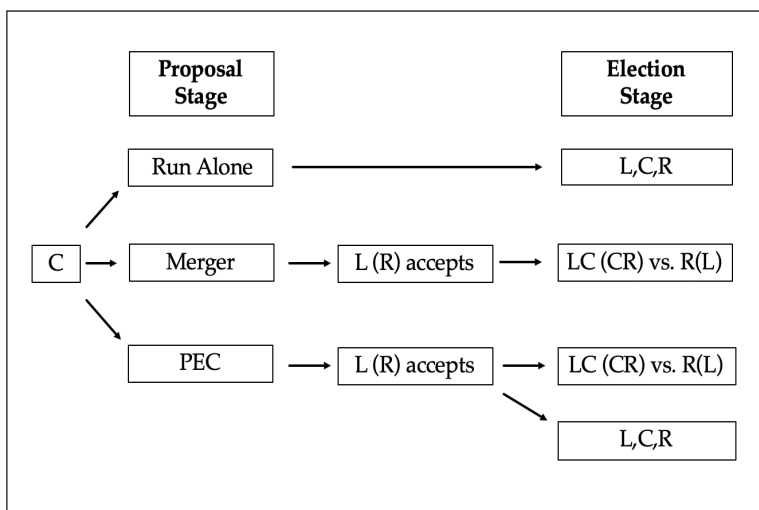 Proposal
Stage
Election
Stage
Run Alone
L,C,R
C
Merger
L (R) accepts
LC (CR) vs. R(L)
PEC
L (R) accepts
LC (CR) vs. R(L)
L,C,R